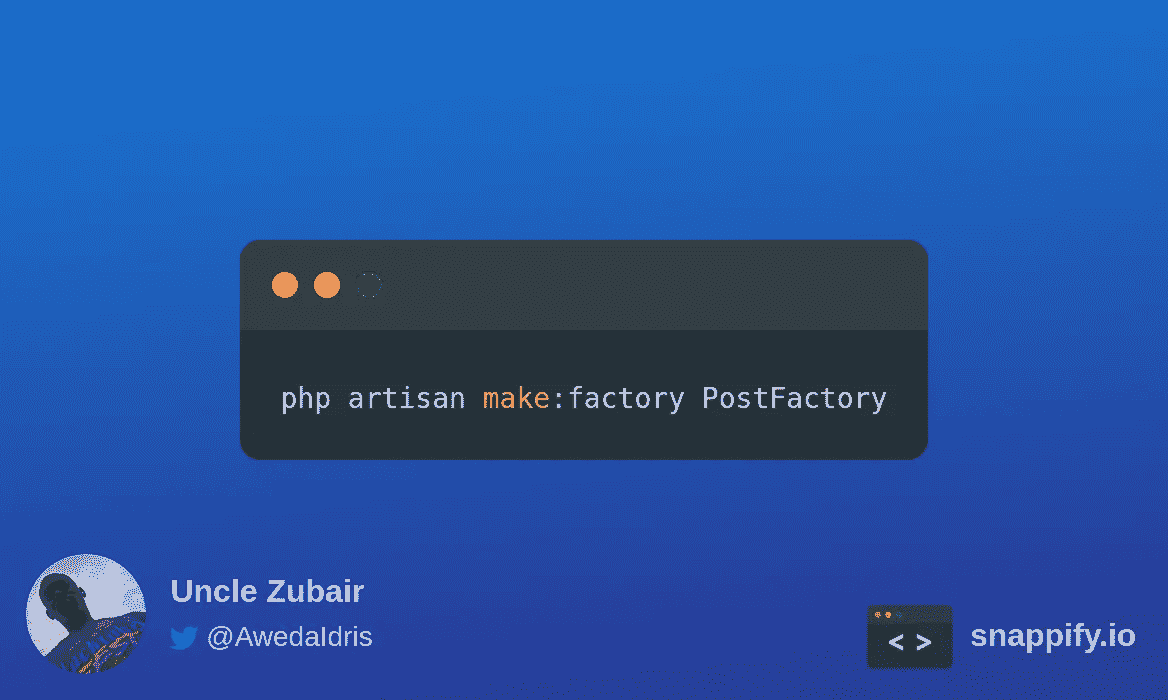 php artisan make:factory PostFactory
Uncle Zubair
@AwedaIdris
< >
snappify.io